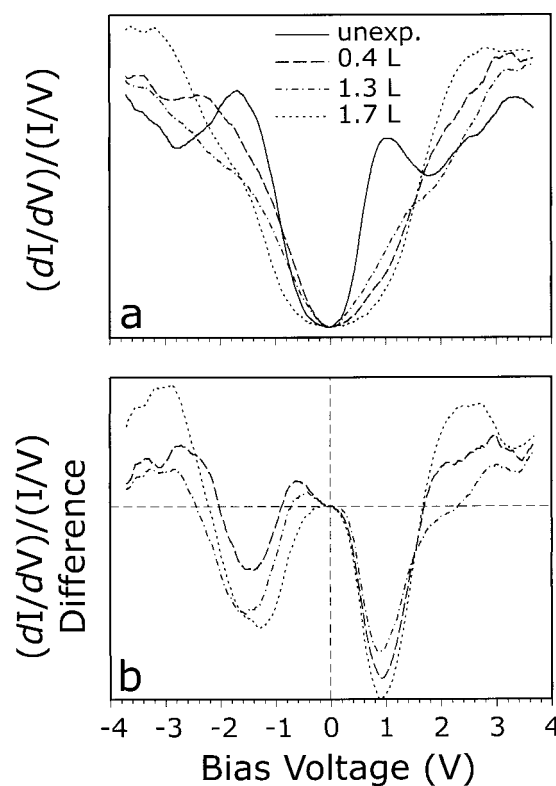 (dI/dV)/(I/V)
unexp.
0.4 L
1.3 L
1.7 L
a
(dI/dV)/(I/V)
Difference
b
-4 -3 -2 -1 0 1 2 3 4
Bias Voltage (V)